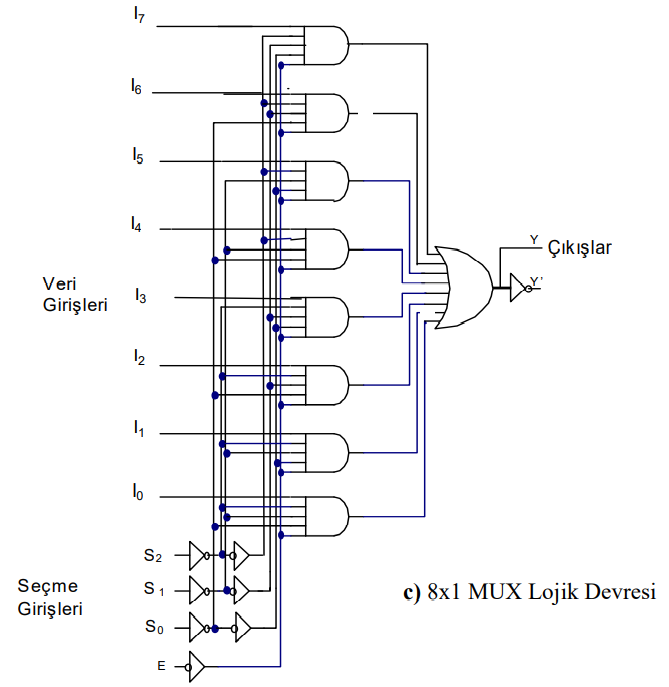 I7
I6
I5
I4
I3
I2
I1
I0
Veri
Girişleri
Y Çıkışlar
Y'
S2
S1
S0
E
Seçme
Girişleri
c) 8x1 MUX Lojik Devresi